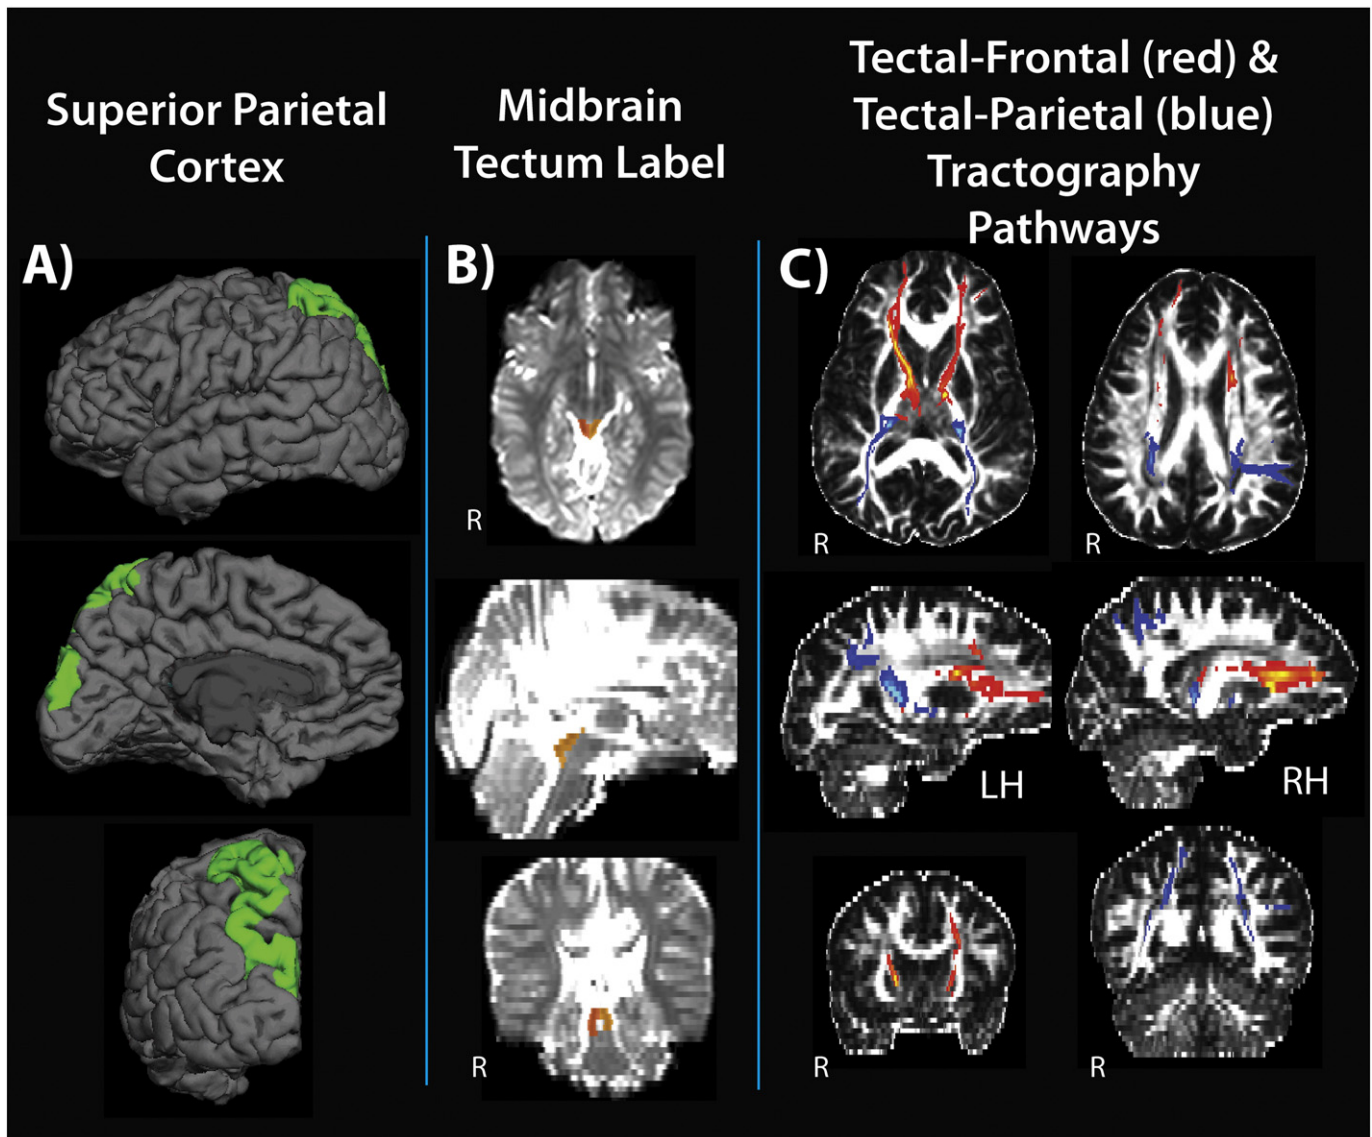 Superior Parietal
Cortex
Midbrain
Tectum Label
Tectal-Frontal (red) &
Tectal-Parietal (blue)
Tractography
Pathways
A)
B)
C)
R
R
R
LH
RH
R
R
R